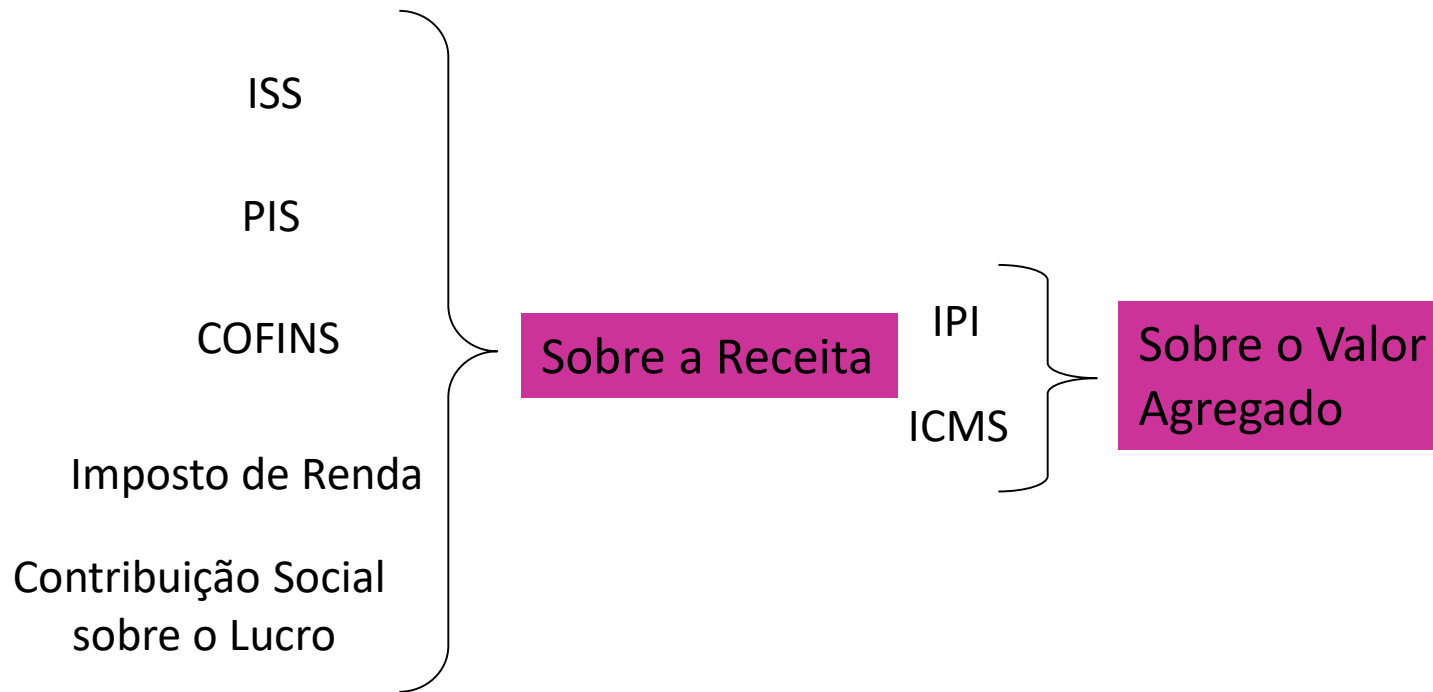 ISS
PIS
COFINS
Imposto de Renda
Contribuição Social
sobre o Lucro
Sobre a Receita
IPI
ICMS
Sobre o Valor
Agregado